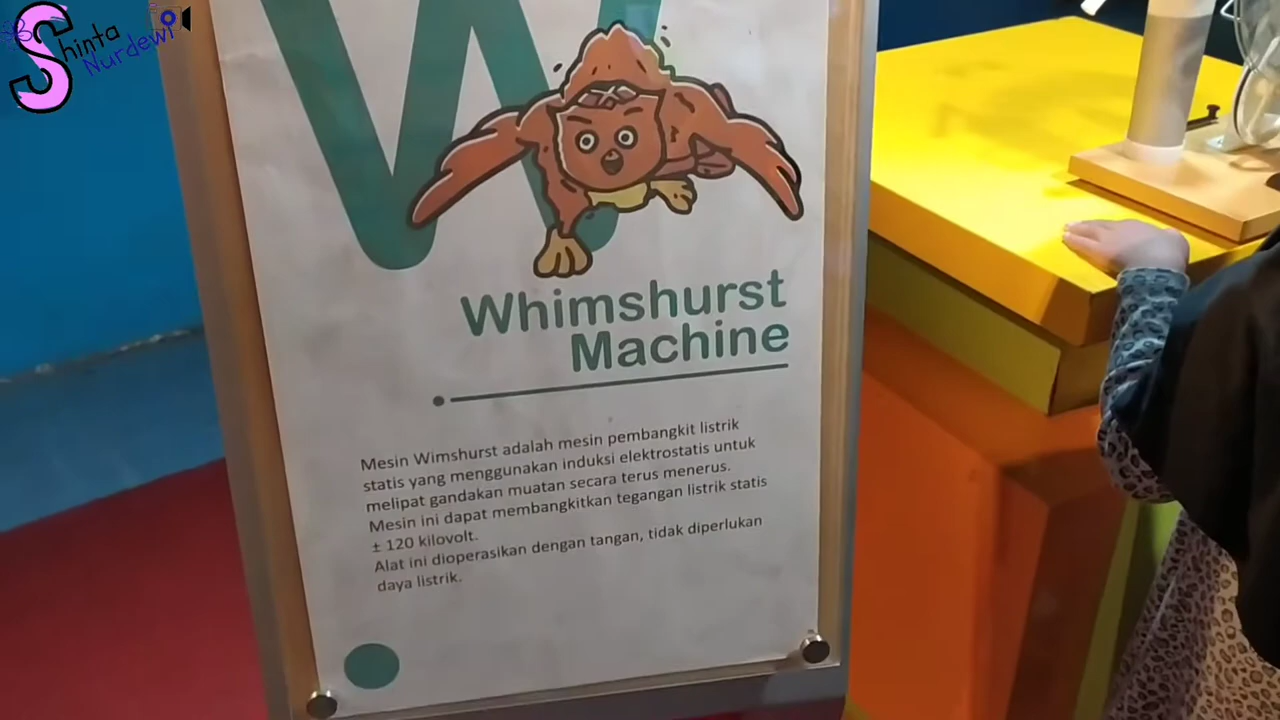 Shinta
Nurdewi
W
Whimshurst
Machine
Mesin Wimshurst adalah mesin pembangkit listrik
statis yang menggunakan induksi elektrostatis untuk
melipat gandakan muatan secara terus menerus.
Mesin ini dapat membangkitkan tegangan listrik statis
± 120 kilovolt.
Alat ini dioperasikan dengan tangan, tidak diperlukan
daya listrik.